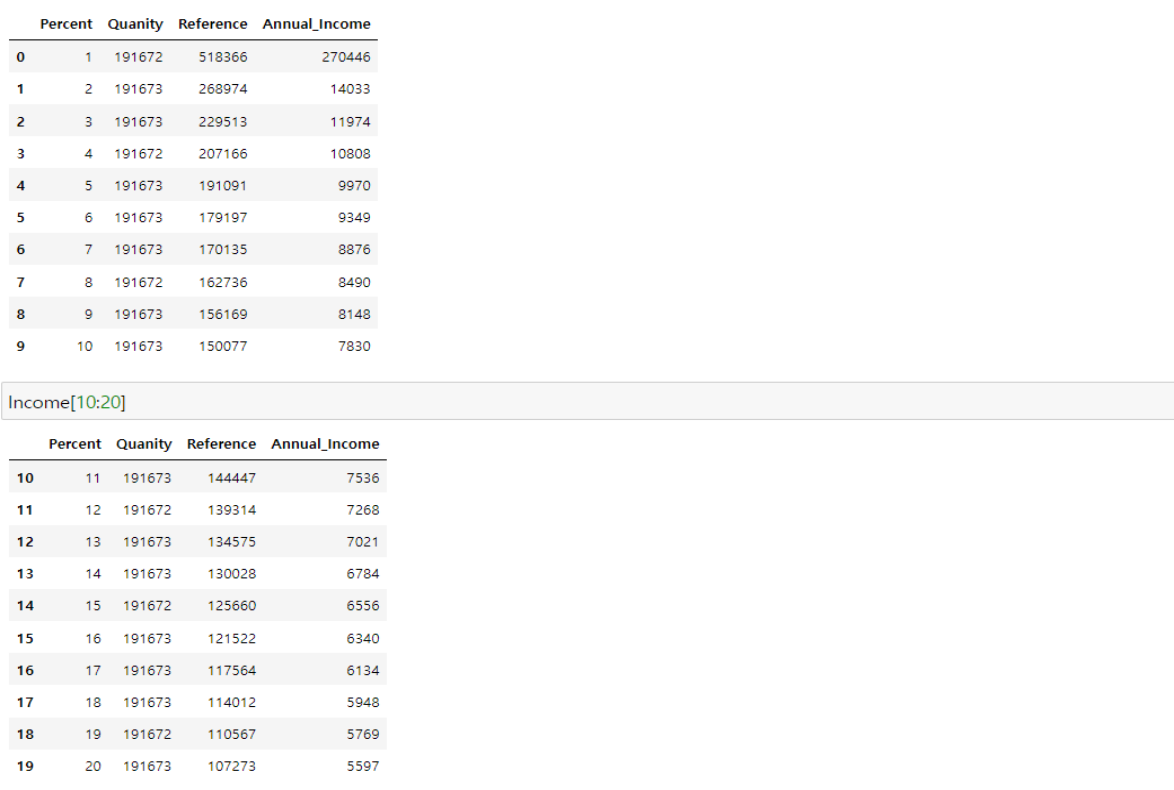 Percent Quanity Reference Annual_Income
0 1 191672 518366 270446
1 2 191673 268974 14033
2 3 191673 229513 11974
3 4 191672 207166 10808
4 5 191673 191091 9970
5 6 191673 179197 9349
6 7 191673 170135 8876
7 8 191672 162736 8490
8 9 191673 156169 8148
9 10 191673 150077 7830
Income[10:20]
Percent Quanity Reference Annual_Income
10 11 191673 144447 7536
11 12 191672 139314 7268
12 13 191673 134575 7021
13 14 191673 130028 6784
14 15 191672 125660 6556
15 16 191673 121522 6340
16 17 191673 117564 6134
17 18 191673 114012 5948
18 19 191672 110567 5769
19 20 191673 107273 5597